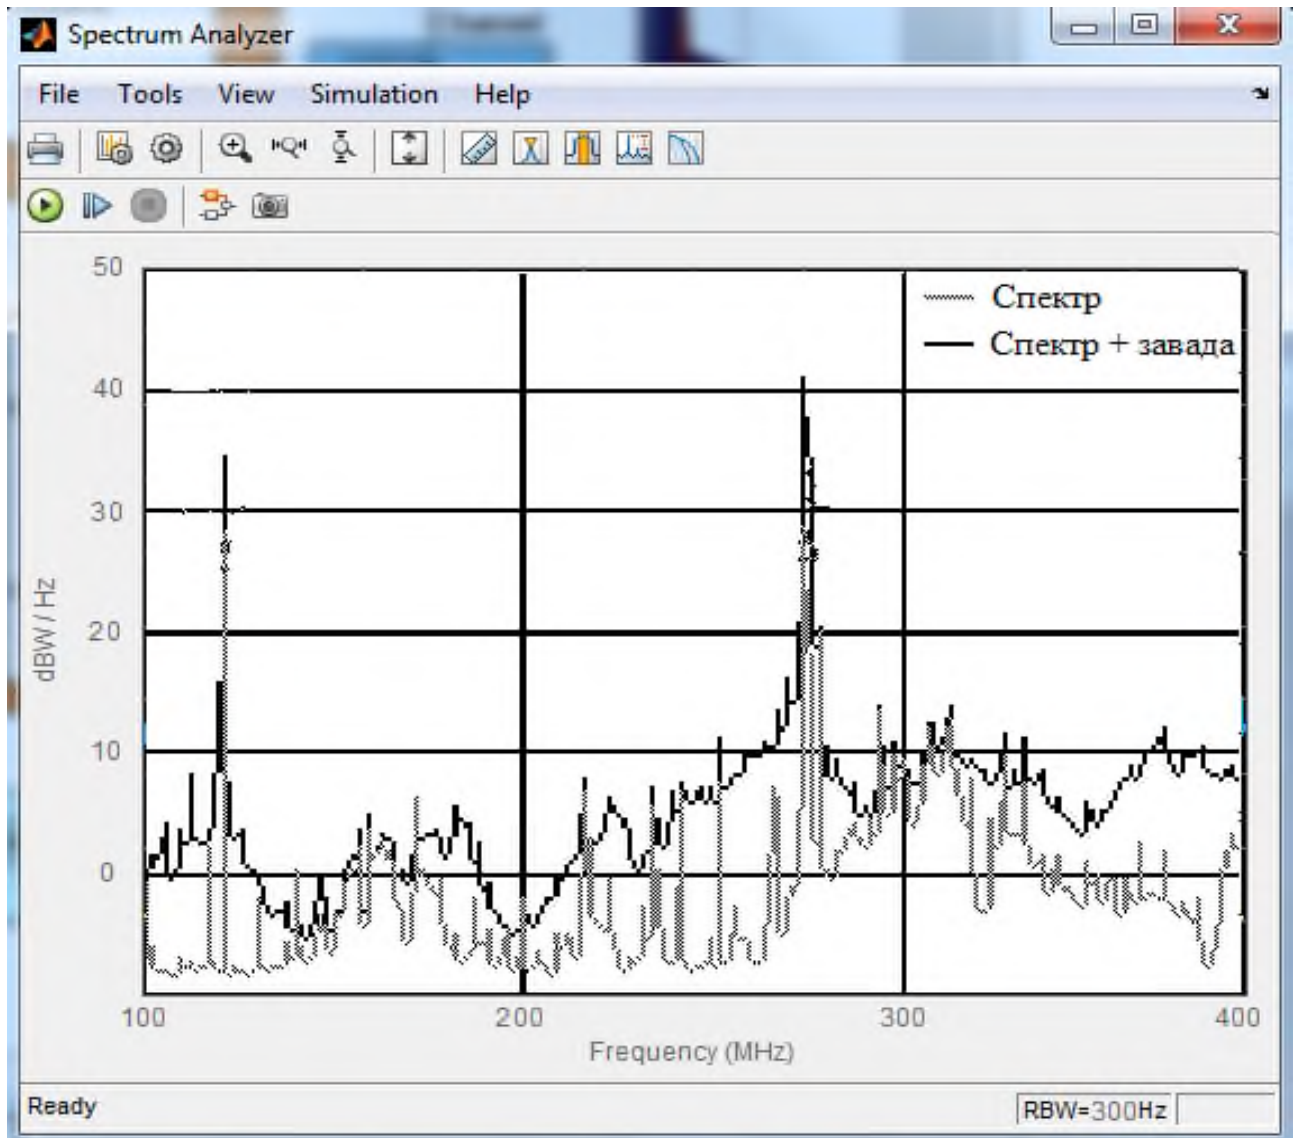 Spectrum Analyzer
File Tools View Simulation Help
50
40
30
20
10
0
dBW / Hz
Спектр
Спектр + завада
100 200 300 400
Frequency (MHz)
Ready RBW=300Hz